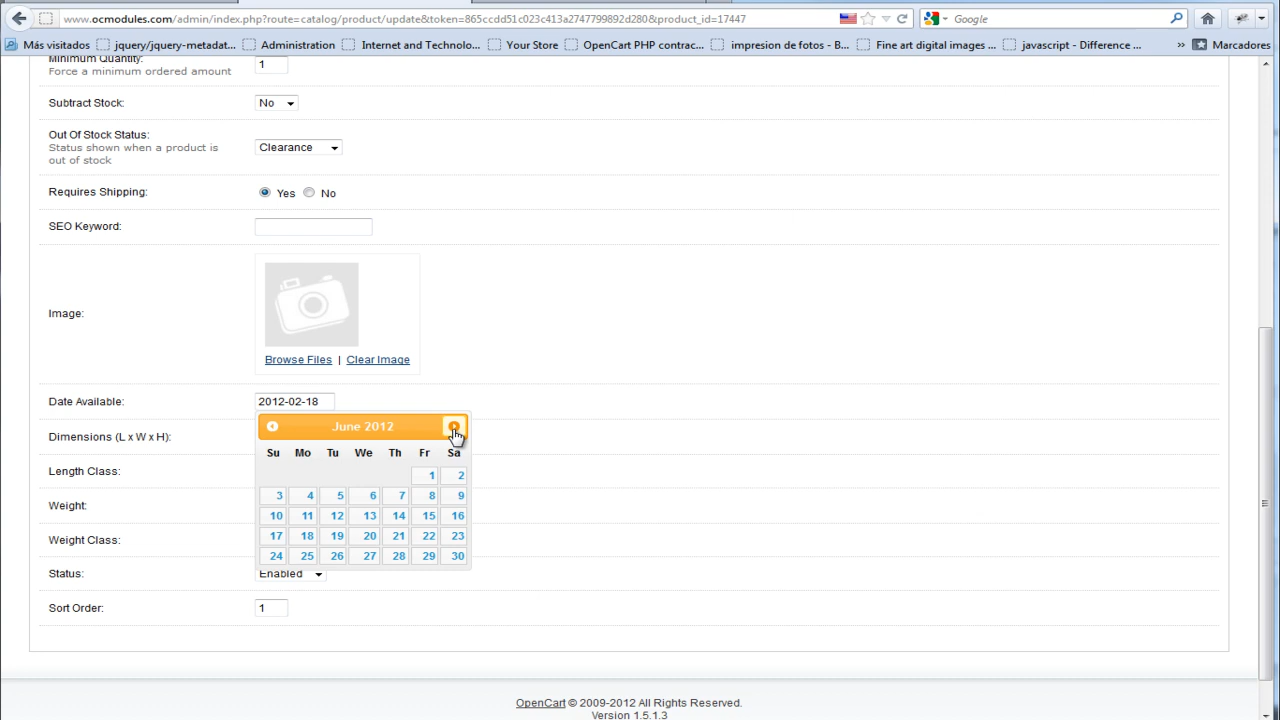 www.ocmodules.com/admin/index.php?route=catalog/product/update&token=865ccdd51c023c413a2747799892d280&product_id=17447
Google
Más visitados jquery/jquery-metadat... Administration Internet and Technolo... Your Store OpenCart PHP contrac... impresion de fotos - B... Fine art digital images ... javascript - Difference ... » Marcadores
Minimum Quantity: 1
Force a minimum ordered amount
Subtract Stock: No
Out Of Stock Status:
Status shown when a product is
out of stock
Clearance
Requires Shipping: Yes No
SEO Keyword:
Image:
Browse Files | Clear Image
Date Available: 2012-02-18
June 2012
Dimensions (L x W x H):
Su Mo Tu We Th Fr Sa
Length Class:
1 2
3 4 5 6 7 8 9
Weight:
10 11 12 13 14 15 16
17 18 19 20 21 22 23
Weight Class:
24 25 26 27 28 29 30
Status: Enabled
Sort Order: 1
OpenCart © 2009-2012 All Rights Reserved.
Version 1.5.1.3